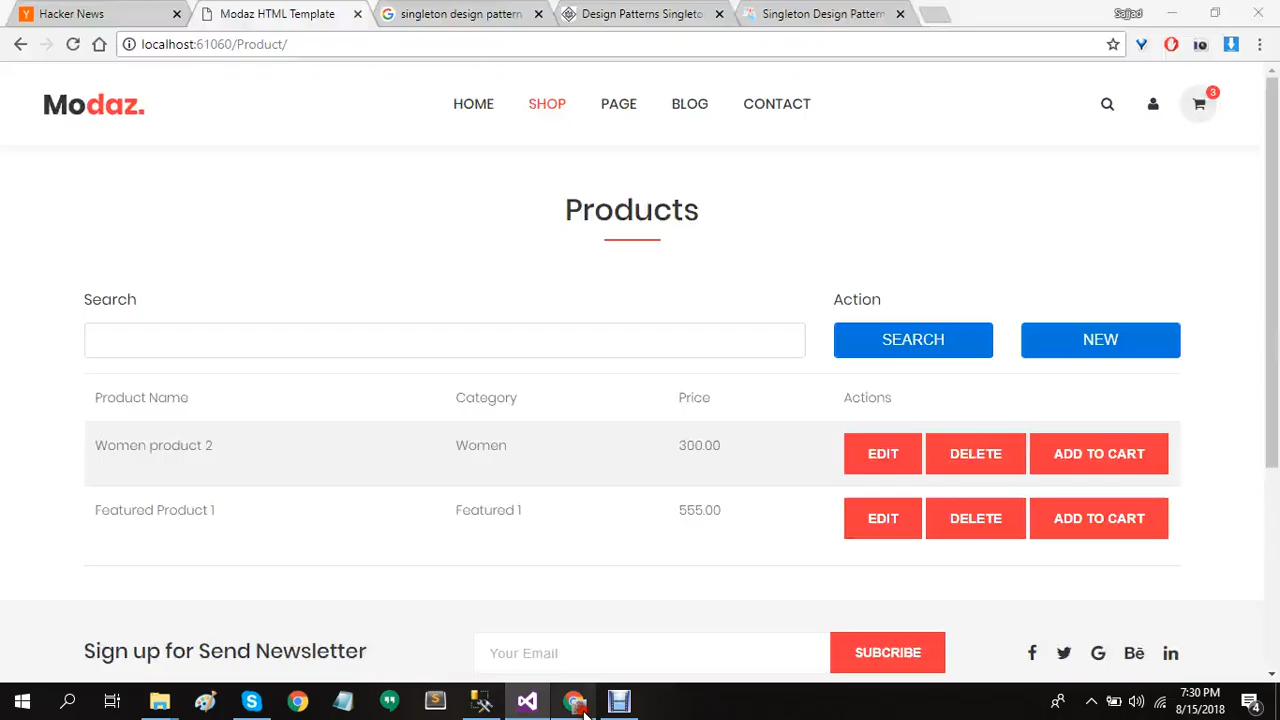 Hacker News
Modaz HTML Template
singleton design pattern
Design Patterns Singleto
Singleton Design Pattern
Sajjad
localhost:61060/Product/
Modaz.
HOME
SHOP
PAGE
BLOG
CONTACT
3
Products
Search
Action
SEARCH
NEW
Product Name
Category
Price
Actions
Women product 2
Women
300.00
EDIT
DELETE
ADD TO CART
Featured Product 1
Featured 1
555.00
EDIT
DELETE
ADD TO CART
Sign up for Send Newsletter
Your Email
SUBCRIBE
7:30 PM
8/15/2018
4